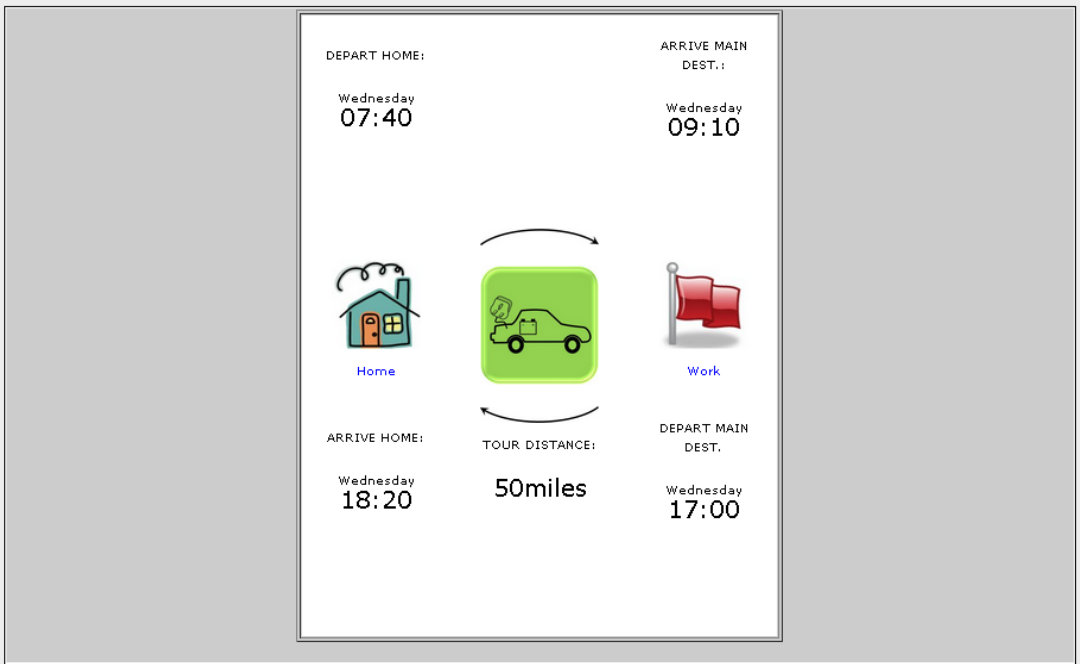 DEPART HOME:
Wednesday
07:40
ARRIVE MAIN
DEST.:
Wednesday
09:10
Home
Work
ARRIVE HOME:
Wednesday
18:20
TOUR DISTANCE:
50miles
DEPART MAIN
DEST.
Wednesday
17:00